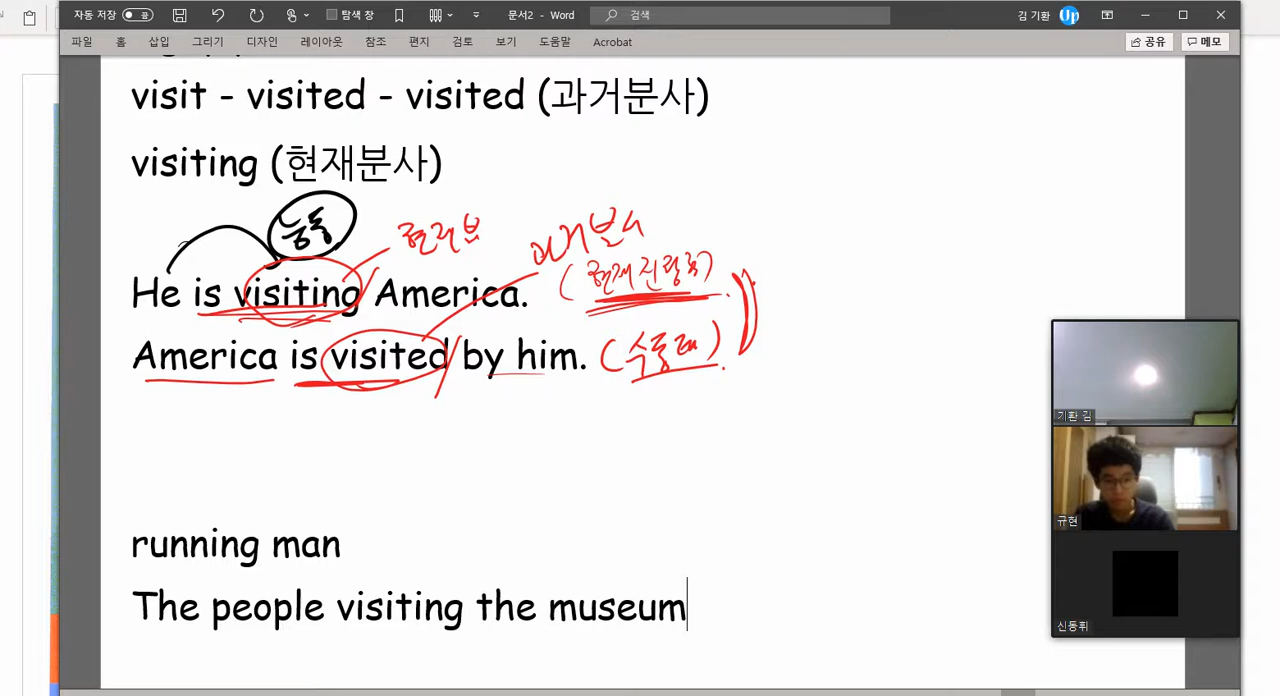 자동 저장 끔 탐색 창 문서2 - Word 검색 김 기환 Up
파일 홈 삽입 그리기 디자인 레이아웃 참조 편지 검토 보기 도움말 Acrobat 공유 메모
visit - visited - visited (과거분사)
visiting (현재분사)
능동
과거분사
He is visiting America. (현재진행형)
America is visited by him. (수동태)
running man
The people visiting the museum
기환 김
규현
신동휘